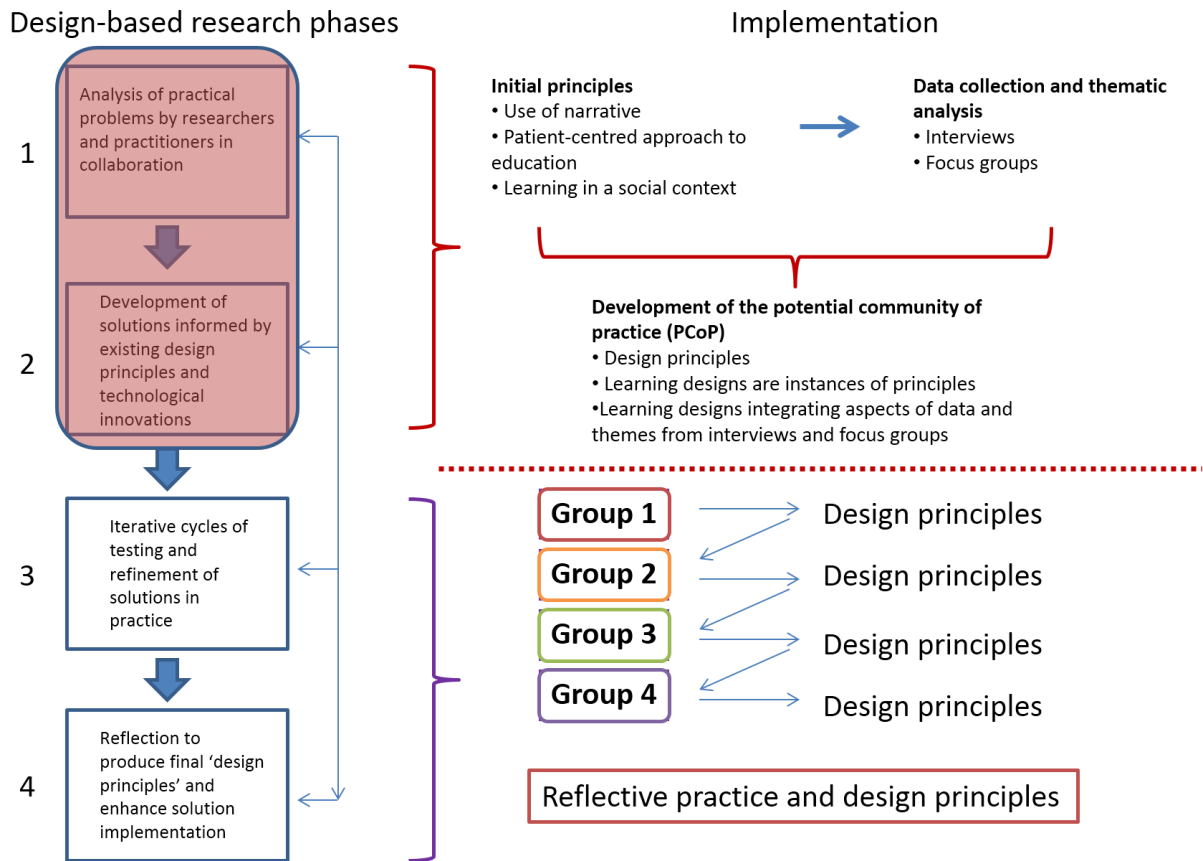 Design-based research phases
Implementation
1
Analysis of practical
problems by researchers
and practitioners in
collaboration
2
Development of
solutions informed by
existing design
principles and
technological
innovations
3
Iterative cycles of
testing and
refinement of
solutions in
practice
4
Reflection to
produce final ‘design
principles’ and
enhance solution
implementation
Initial principles
• Use of narrative
• Patient-centred approach to
education
• Learning in a social context
Data collection and thematic
analysis
• Interviews
• Focus groups
Development of the potential community of
practice (PCoP)
• Design principles
• Learning designs are instances of principles
•Learning designs integrating aspects of data and
themes from interviews and focus groups
Group 1
Design principles
Group 2
Design principles
Group 3
Design principles
Group 4
Design principles
Reflective practice and design principles